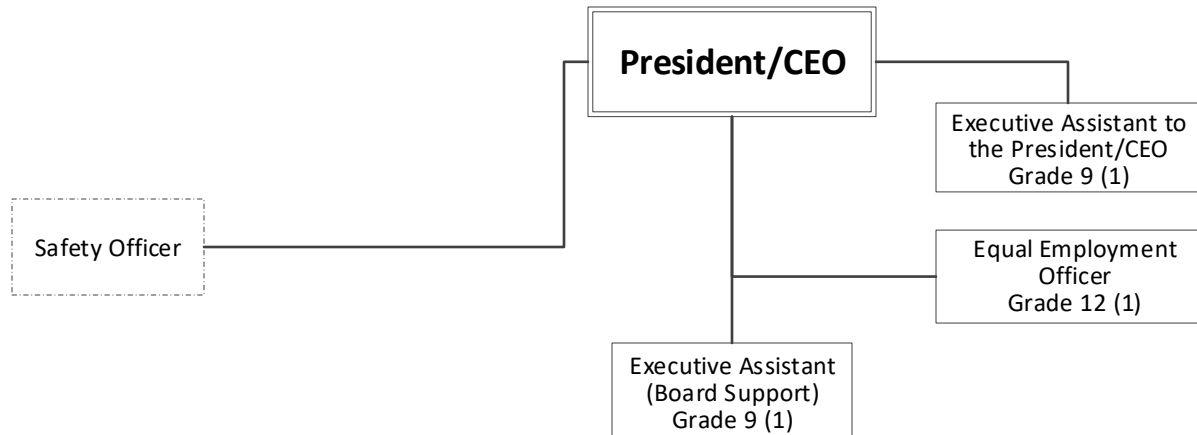 President/CEO
Executive Assistant to
the President/CEO
Grade 9 (1)
Safety Officer
Equal Employment
Officer
Grade 12 (1)
Executive Assistant
(Board Support)
Grade 9 (1)